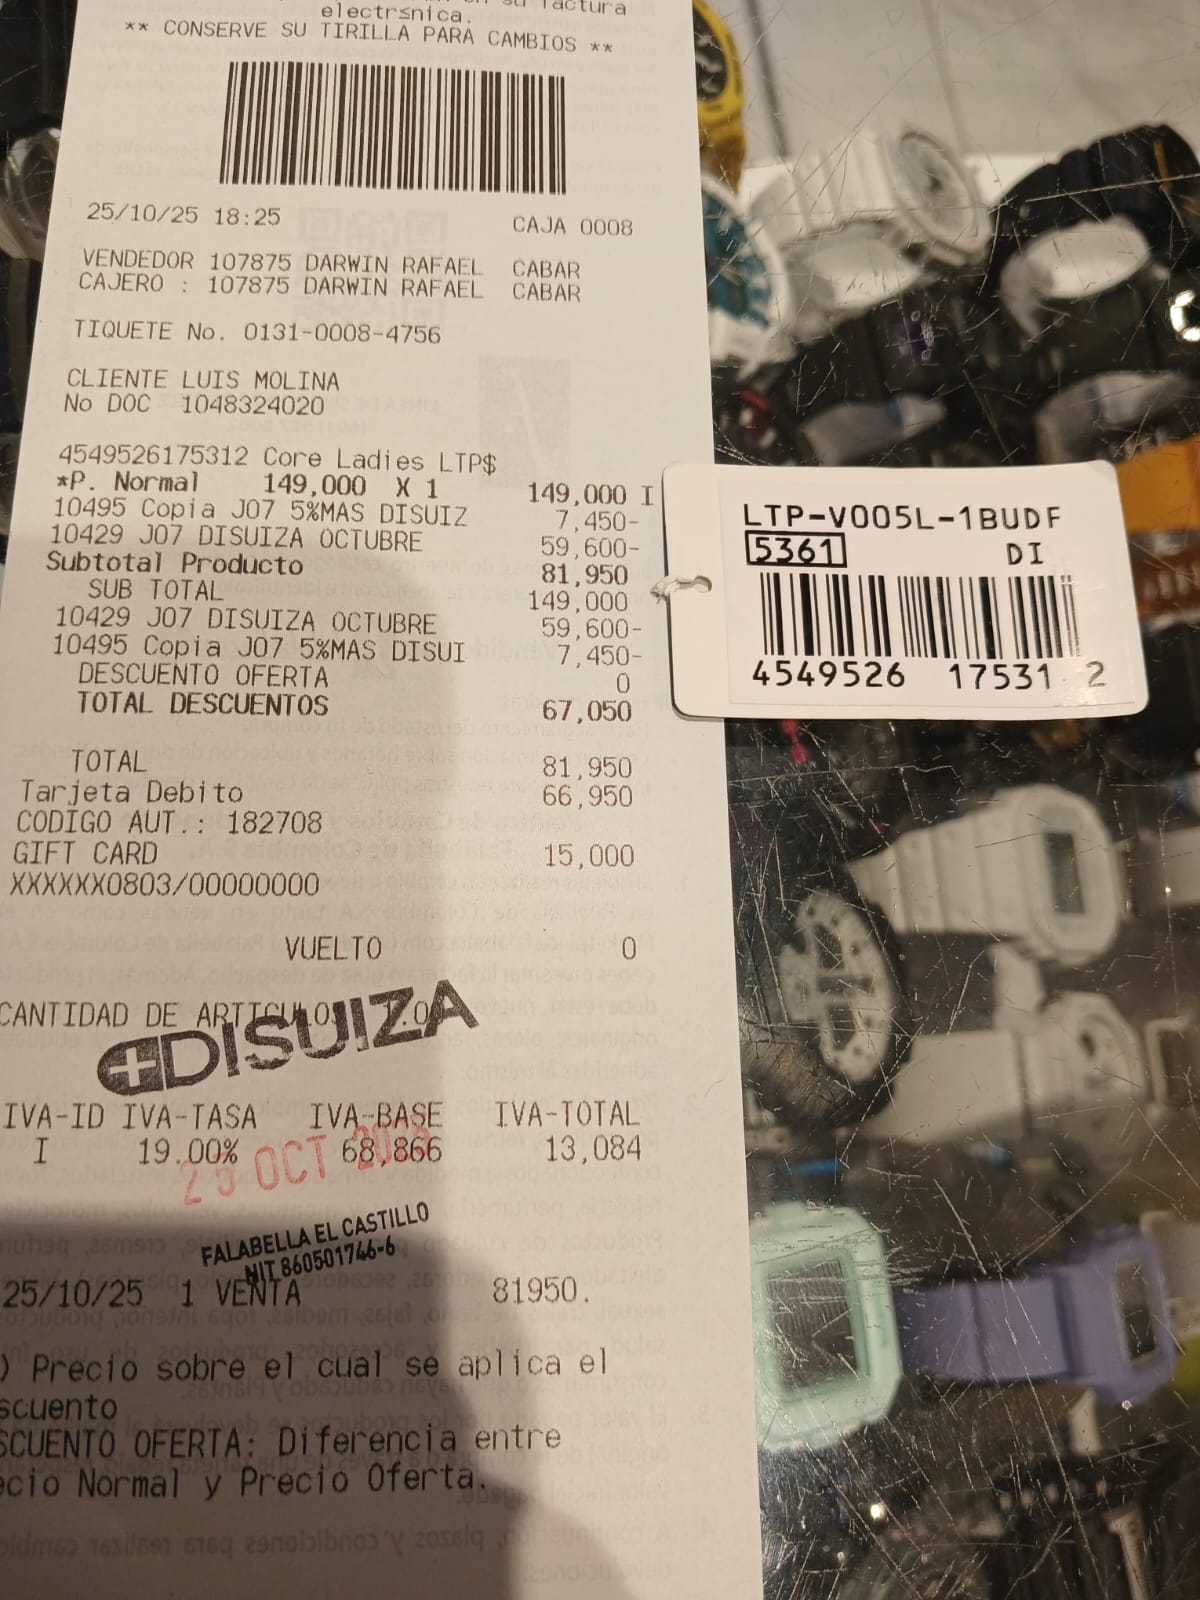 su factura
electrsnica.
** CONSERVE SU TIRILLA PARA CAMBIOS **
25/10/25 18:25 CAJA 0008
VENDEDOR 107875 DARWIN RAFAEL CABAR
CAJERO : 107875 DARWIN RAFAEL CABAR
TIQUETE No. 0131-0008-4756
CLIENTE LUIS MOLINA
No DOC 1048324020
4549526175312 Core Ladies LTP$
*P. Normal 149,000 X 1 149,000 I
10495 Copia J07 5%MAS DISUIZ 7,450-
10429 J07 DISUIZA OCTUBRE 59,600-
Subtotal Producto 81,950
SUB TOTAL 149,000
10429 J07 DISUIZA OCTUBRE 59,600-
10495 Copia J07 5%MAS DISUI 7,450-
DESCUENTO OFERTA 0
TOTAL DESCUENTOS 67,050
TOTAL 81,950
Tarjeta Debito 66,950
CODIGO AUT.: 182708
GIFT CARD 15,000
XXXXXX0803/00000000
VUELTO 0
CANTIDAD DE ARTICULOS 1.0
DISUIZA
IVA-ID IVA-TASA IVA-BASE IVA-TOTAL
I 19.00% 68,866 13,084
25 OCT
FALABELLA EL CASTILLO
NIT 860501746-6
25/10/25 1 VENTA 81950.
) Precio sobre el cual se aplica el
scuento
SCUENTO OFERTA: Diferencia entre
ecio Normal y Precio Oferta.
LTP-V005L-1BUDF
5361 DI
4549526 17531 2